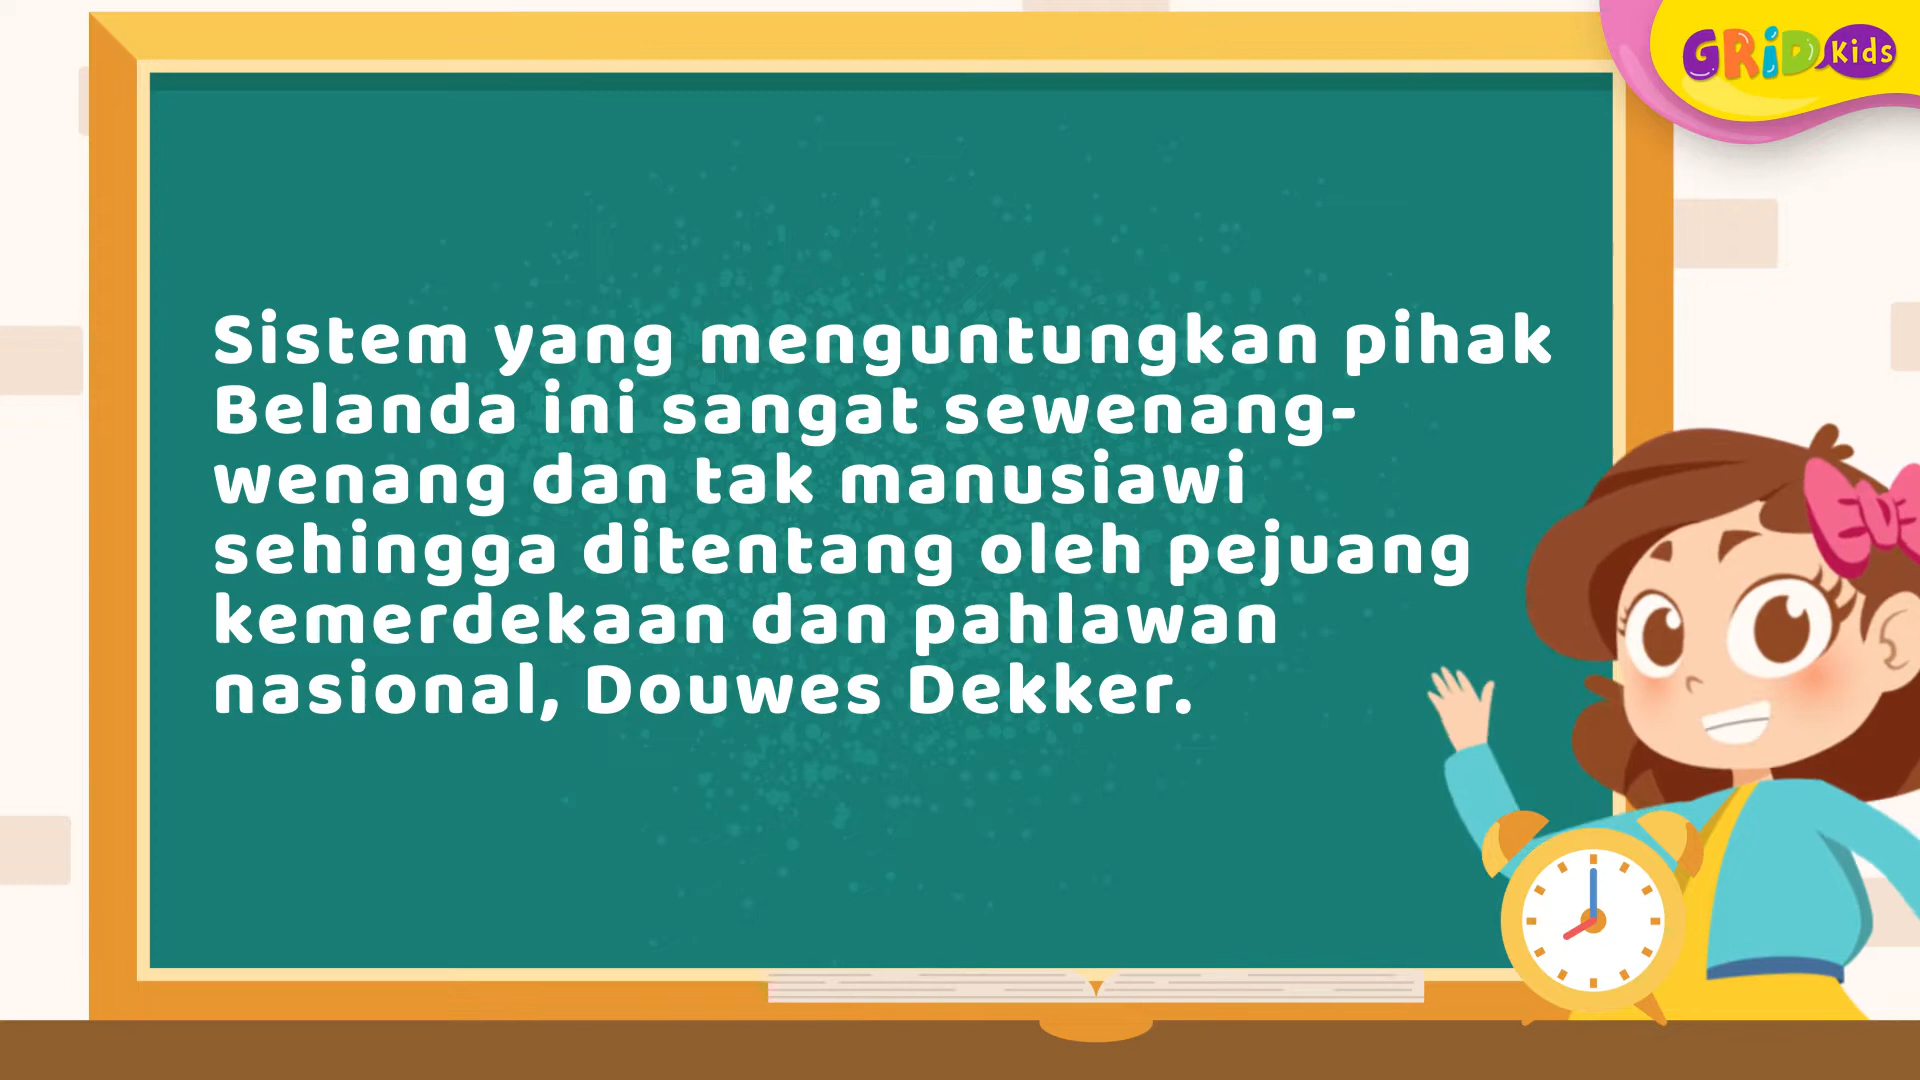 GRiD Kids
Sistem yang menguntungkan pihak
Belanda ini sangat sewenang-
wenang dan tak manusiawi
sehingga ditentang oleh pejuang
kemerdekaan dan pahlawan
nasional, Douwes Dekker.